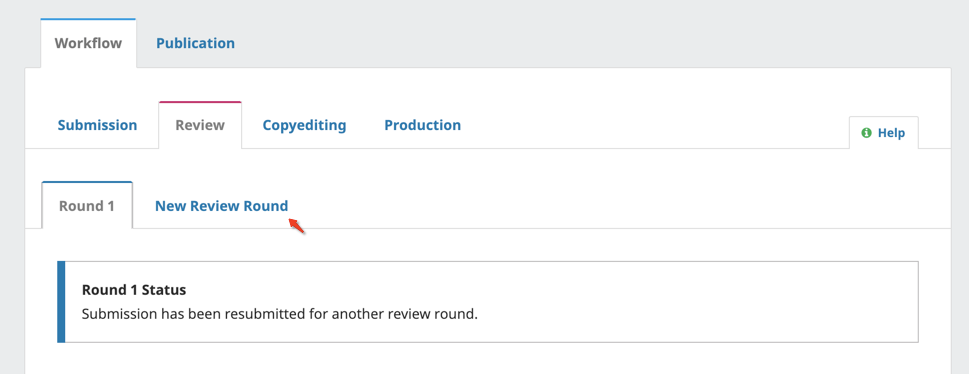 Workflow Publication
Submission Review Copyediting Production
Help
Round 1 New Review Round
Round 1 Status
Submission has been resubmitted for another review round.